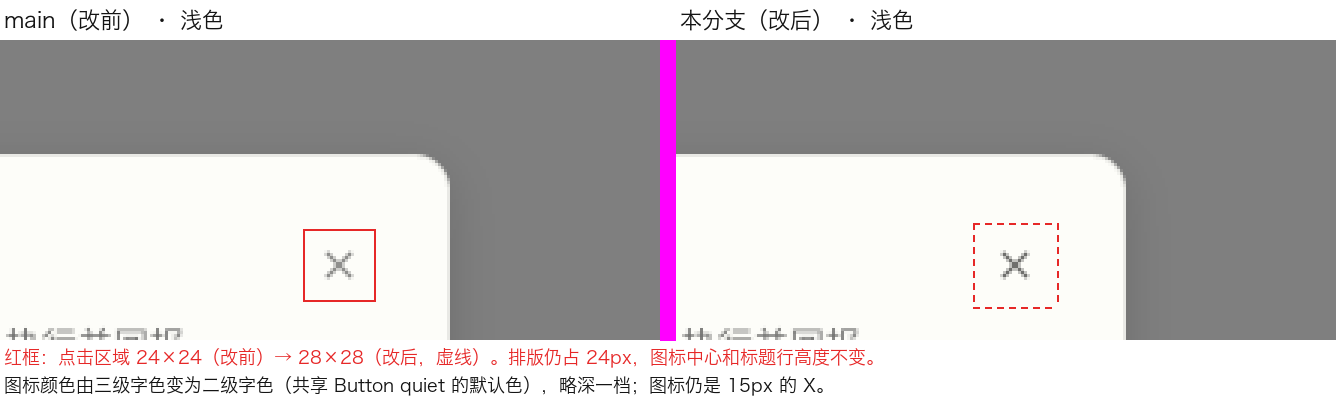 main（改前） · 浅色
本分支（改后） · 浅色
红框：点击区域 24×24（改前）→ 28×28（改后，虚线）。排版仍占 24px，图标中心和标题行高度不变。
图标颜色由三级字色变为二级字色（共享 Button quiet 的默认色），略深一档；图标仍是 15px 的 X。